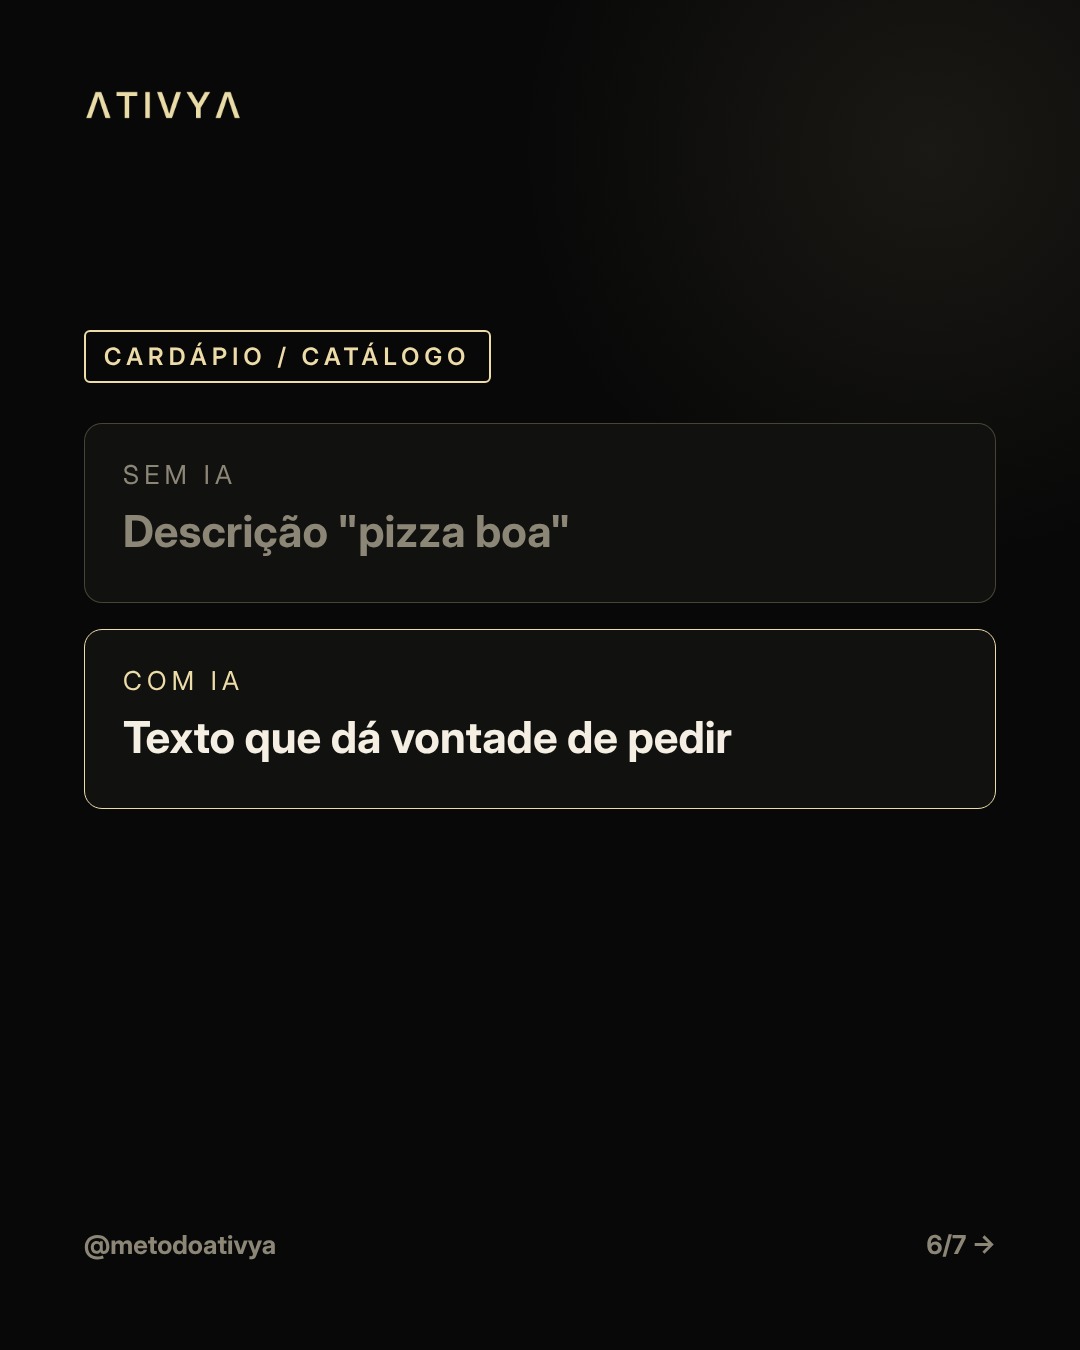 ATIVYA
CARDÁPIO / CATÁLOGO
SEM IA
Descrição "pizza boa"
COM IA
Texto que dá vontade de pedir
@metodoativya
6/7 →